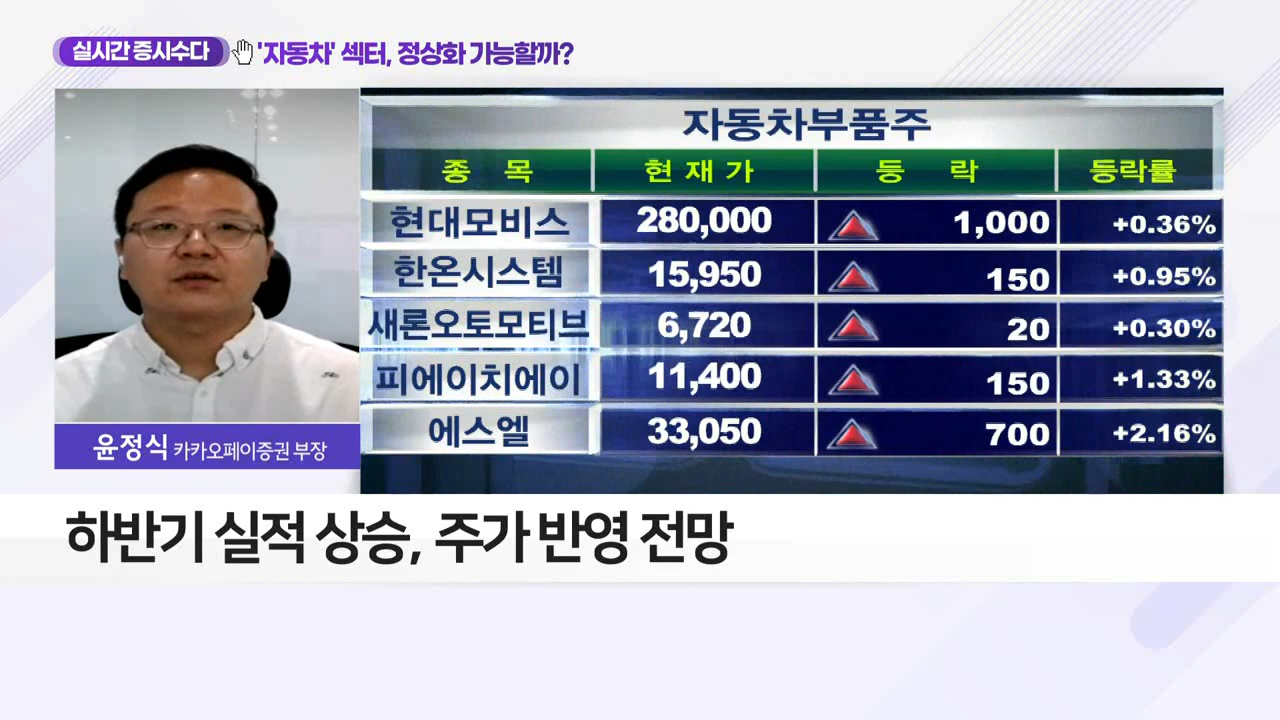 실시간 증시수다 '자동차' 섹터, 정상화 가능할까?
자동차부품주
종 목 현 재 가 등 락 등락률
현대모비스 280,000 1,000 +0.36%
한온시스템 15,950 150 +0.95%
새론오토모티브 6,720 20 +0.30%
피에이치에이 11,400 150 +1.33%
에스엘 33,050 700 +2.16%
윤정식 카카오페이증권 부장
하반기 실적 상승, 주가 반영 전망